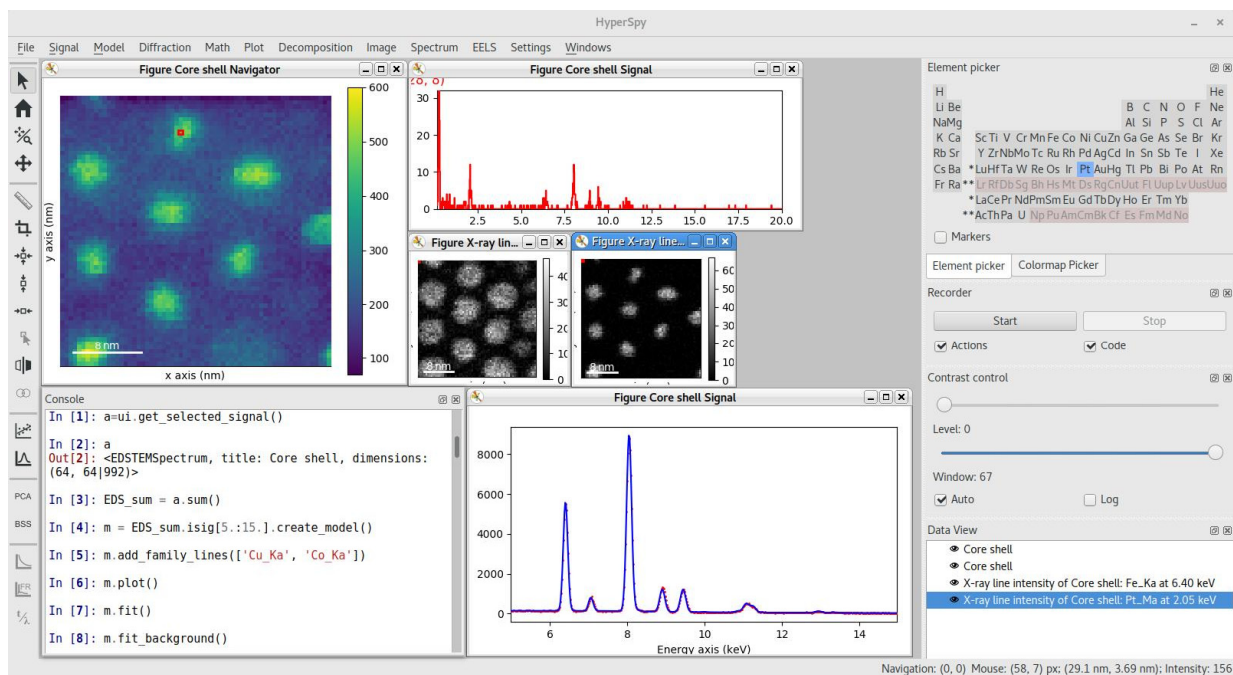 HyperSpy
File Signal Model Diffraction Math Plot Decomposition Image Spectrum EELS Settings Windows
Figure Core shell Navigator
y axis (nm)
8 nm
x axis (nm)
600
500
400
300
200
100
Figure Core shell Signal
30
20
10
0
2.5 5.0 7.5 10.0 12.5 15.0 17.5 20.0
Figure X-ray lin...
8 nm
0
Figure X-ray line...
8 nm
50
40
30
20
10
0
Console
In [1]: a=ui.get_selected_signal()
In [2]: a
Out[2]: <EDSTEMSpectrum, title: Core shell, dimensions:
(64, 64|992)>
In [3]: EDS_sum = a.sum()
In [4]: m = EDS_sum.isig[5.:15.].create_model()
In [5]: m.add_family_lines(['Cu_Ka', 'Co_Ka'])
In [6]: m.plot()
In [7]: m.fit()
In [8]: m.fit_background()
PCA
BSS
Figure Core shell Signal
8000
6000
4000
2000
0
6 8 10 12 14
Energy axis (keV)
Element picker
H He
Li Be B C N O F Ne
Na Mg Al Si P S Cl Ar
K Ca Sc Ti V Cr Mn Fe Co Ni Cu Zn Ga Ge As Se Br Kr
Rb Sr Y Zr Nb Mo Tc Ru Rh Pd Ag Cd In Sn Sb Te I Xe
Cs Ba * Lu Hf Ta W Re Os Ir Pt Au Hg Tl Pb Bi Po At Rn
Fr Ra ** Lr Rf Db Sg Bh Hs Mt Ds Rg Cn Uut Fl Uup Lv Uus Uuo
* La Ce Pr Nd Pm Sm Eu Gd Tb Dy Ho Er Tm Yb
** Ac Th Pa U Np Pu Am Cm Bk Cf Es Fm Md No
Markers
Element picker Colormap Picker
Recorder
Start Stop
Actions Code
Contrast control
Level: 0
Window: 67
Auto Log
Data View
Core shell
Core shell
X-ray line intensity of Core shell: Fe_Ka at 6.40 keV
X-ray line intensity of Core shell: Pt_Ma at 2.05 keV
Navigation: (0, 0) Mouse: (58, 7) px; (29.1 nm, 3.69 nm); Intensity: 156